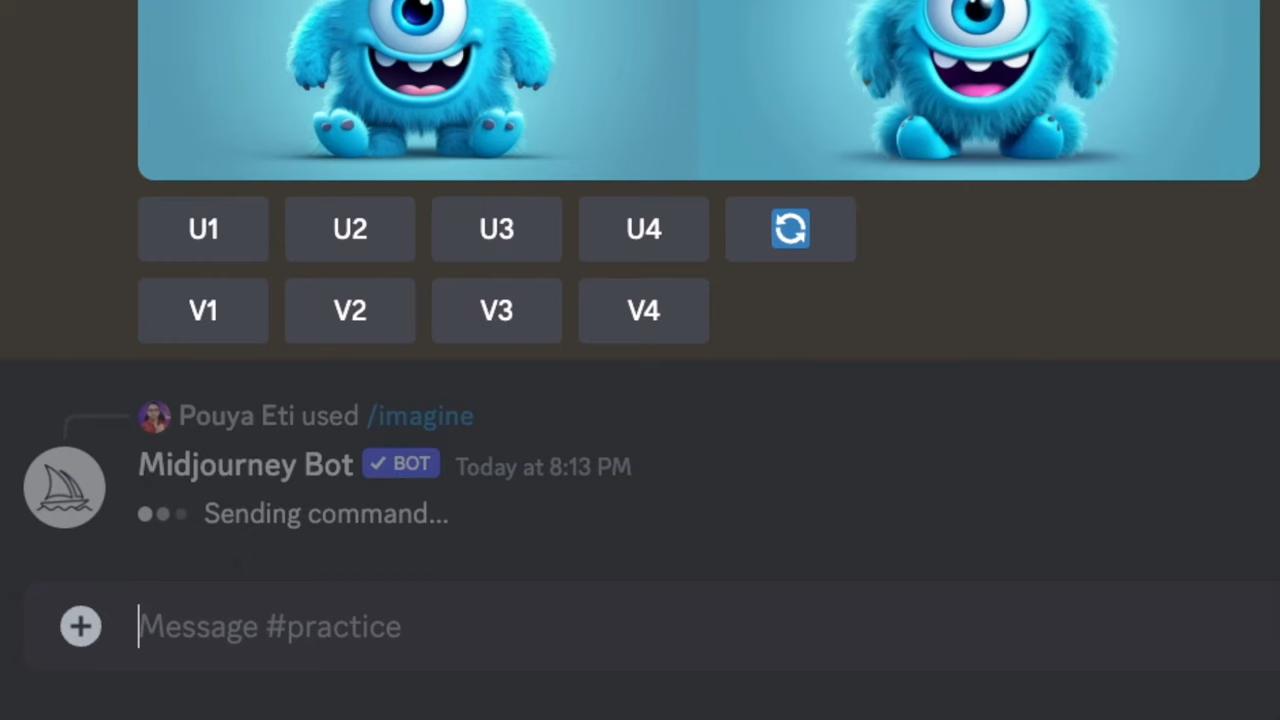 U1 U2 U3 U4
V1 V2 V3 V4
Pouya Eti used /imagine
Midjourney Bot ✓ BOT Today at 8:13 PM
Sending command...
Message #practice